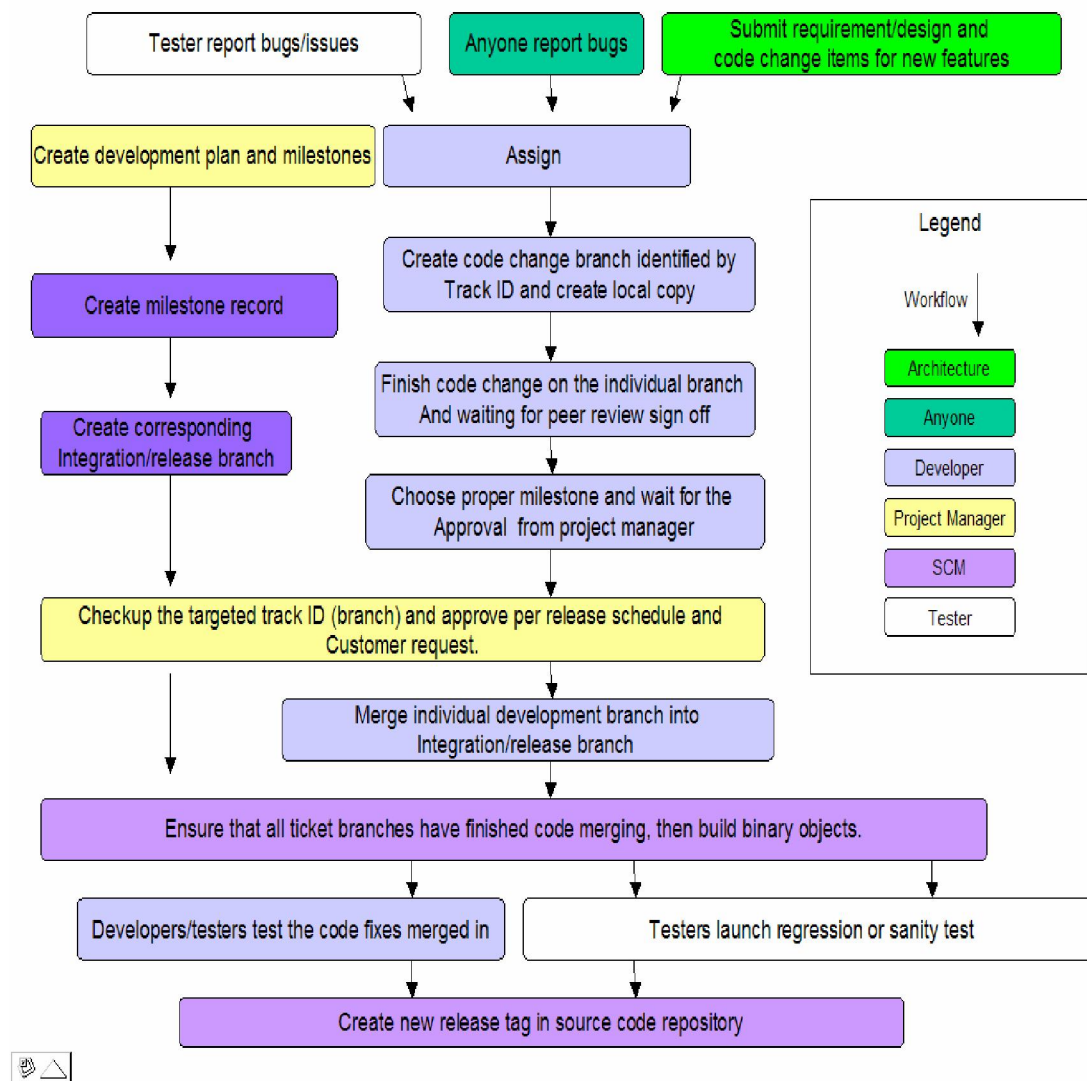 Tester report bugs/issues
Anyone report bugs
Submit requirement/design and
code change items for new features
Create development plan and milestones
Assign
Create code change branch identified by
Track ID and create local copy
Create milestone record
Finish code change on the individual branch
And waiting for peer review sign off
Create corresponding
Integration/release branch
Choose proper milestone and wait for the
Approval from project manager
Checkup the targeted track ID (branch) and approve per release schedule and
Customer request.
Merge individual development branch into
Integration/release branch
Ensure that all ticket branches have finished code merging, then build binary objects.
Developers/testers test the code fixes merged in
Testers launch regression or sanity test
Create new release tag in source code repository
Legend
Workflow
Architecture
Anyone
Developer
Project Manager
SCM
Tester